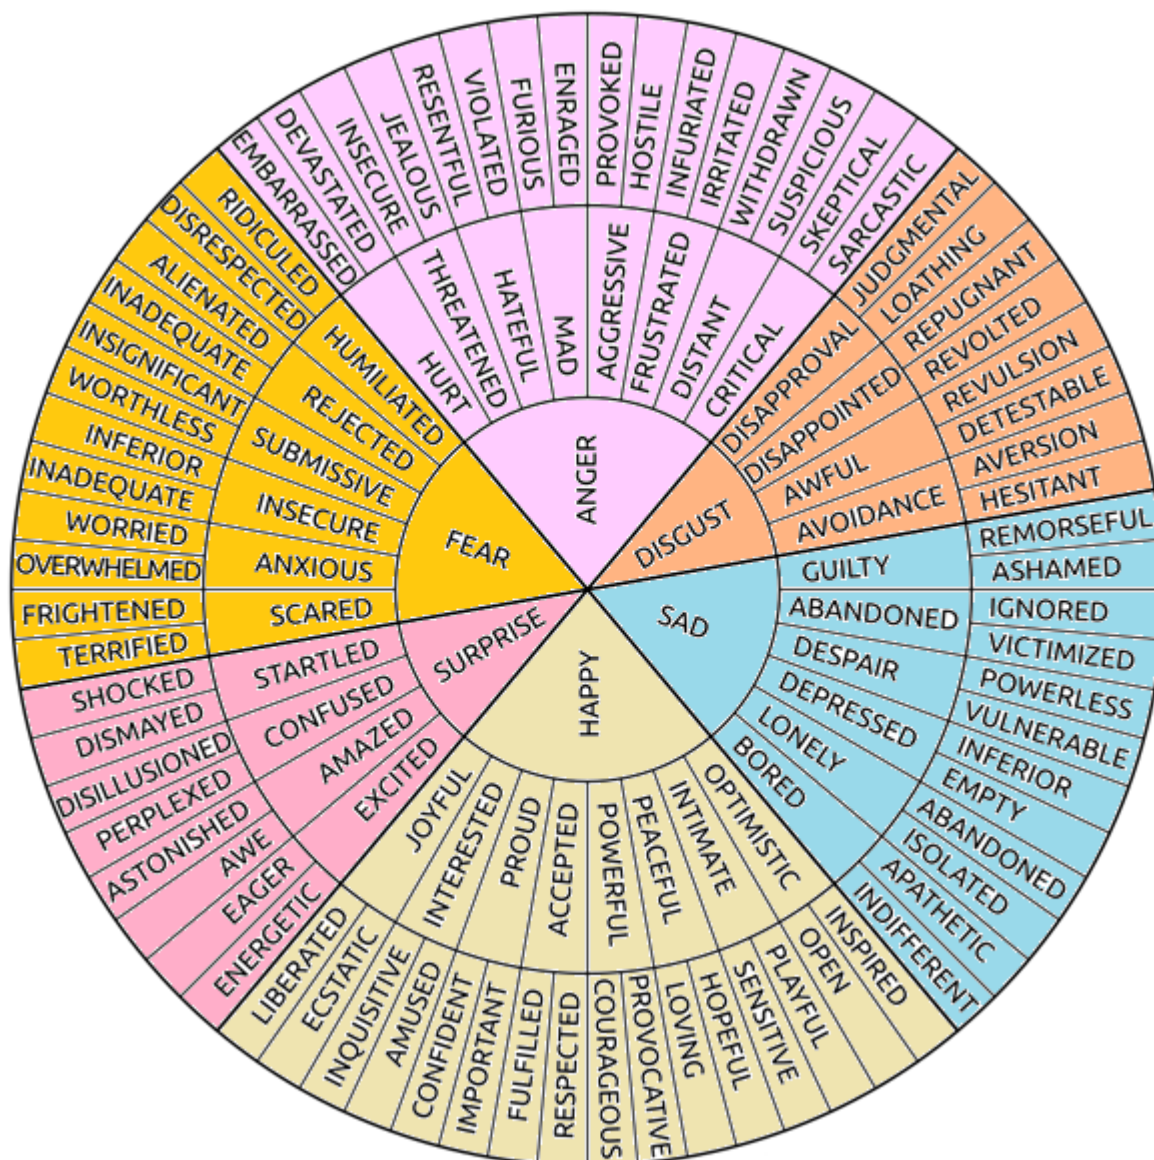 ANGER
HURT
THREATENED
HATEFUL
MAD
AGGRESSIVE
FRUSTRATED
DISTANT
CRITICAL
EMBARRASSED
DEVASTATED
INSECURE
JEALOUS
RESENTFUL
VIOLATED
FURIOUS
ENRAGED
PROVOKED
HOSTILE
INFURIATED
IRRITATED
WITHDRAWN
SUSPICIOUS
SKEPTICAL
SARCASTIC
DISGUST
DISAPPROVAL
DISAPPOINTED
AWFUL
AVOIDANCE
JUDGMENTAL
LOATHING
REPUGNANT
REVOLTED
REVULSION
DETESTABLE
AVERSION
HESITANT
SAD
GUILTY
ABANDONED
DESPAIR
DEPRESSED
LONELY
BORED
REMORSEFUL
ASHAMED
IGNORED
VICTIMIZED
POWERLESS
VULNERABLE
INFERIOR
EMPTY
ABANDONED
ISOLATED
APATHETIC
INDIFFERENT
HAPPY
OPTIMISTIC
INTIMATE
PEACEFUL
POWERFUL
ACCEPTED
PROUD
INTERESTED
JOYFUL
INSPIRED
OPEN
PLAYFUL
SENSITIVE
HOPEFUL
LOVING
PROVOCATIVE
COURAGEOUS
RESPECTED
FULFILLED
IMPORTANT
CONFIDENT
AMUSED
INQUISITIVE
ECSTATIC
LIBERATED
SURPRISE
EXCITED
AMAZED
CONFUSED
STARTLED
ENERGETIC
EAGER
AWE
ASTONISHED
PERPLEXED
DISILLUSIONED
DISMAYED
SHOCKED
FEAR
SCARED
ANXIOUS
INSECURE
SUBMISSIVE
REJECTED
HUMILIATED
TERRIFIED
FRIGHTENED
OVERWHELMED
WORRIED
INADEQUATE
INFERIOR
WORTHLESS
INSIGNIFICANT
INADEQUATE
ALIENATED
DISRESPECTED
RIDICULED